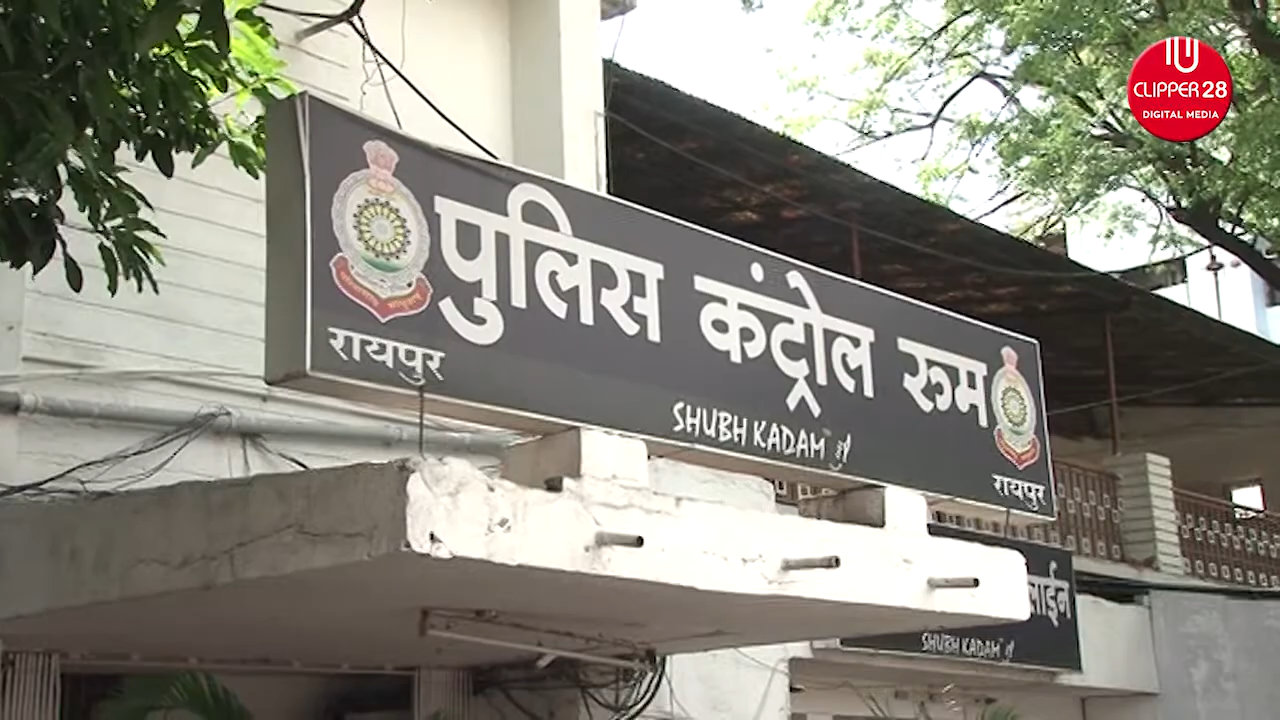 CLIPPER 28
DIGITAL MEDIA
पुलिस कंट्रोल रूम
रायपुर
SHUBH KADAM
रायपुर
SHUBH KADAM